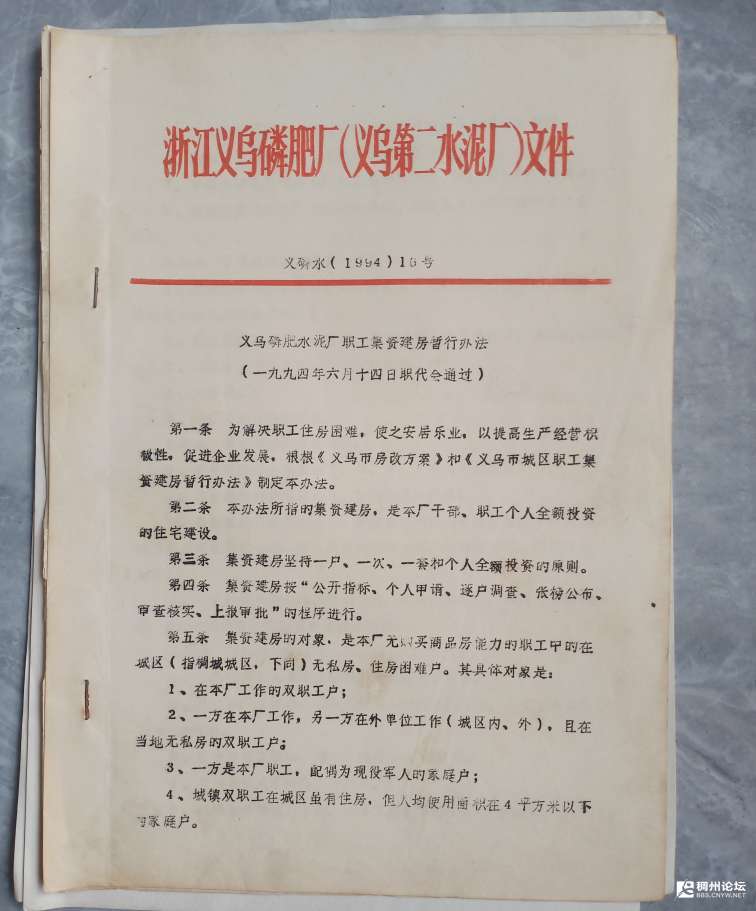 浙江义乌磷肥厂(义乌第二水泥厂)文件
义磷水(1994)16号
义乌磷肥水泥厂职工集资建房暂行办法
(一九九四年六月十四日职代会通过)
第一条 为解决职工住房困难，使之安居乐业，以提高生产经营积
极性，促进企业发展，根根《义乌市房改方案》和《义乌市城区职工集
资建房暂行办法》制定本办法。
第二条 本办法所指的集资建房，是本厂干部、职工个人全额投资
的住宅建设。
第三条 集资建房坚持一户、一次、一套和个人全额投资的原则。
第四条 集资建房按“公开指标、个人申请、逐户调查、张榜公布、
审查核实、上报审批”的程序进行。
第五条 集资建房的对象，是本厂无购买商品房能力的职工中的在
城区(指稠城城区，下同)无私房、住房困难户。其具体对象是：
1、在本厂工作的双职工户；
2、一方在本厂工作，另一方在外单位工作(城区内、外)，且在
当地无私房的双职工户；
3、一方是本厂职工，配偶为现役军人的家庭户；
4、城镇双职工在城区虽有住房，但人均使用面积在4平方米以下
的家庭户。
稠州论坛
BBS.CNYW.NET